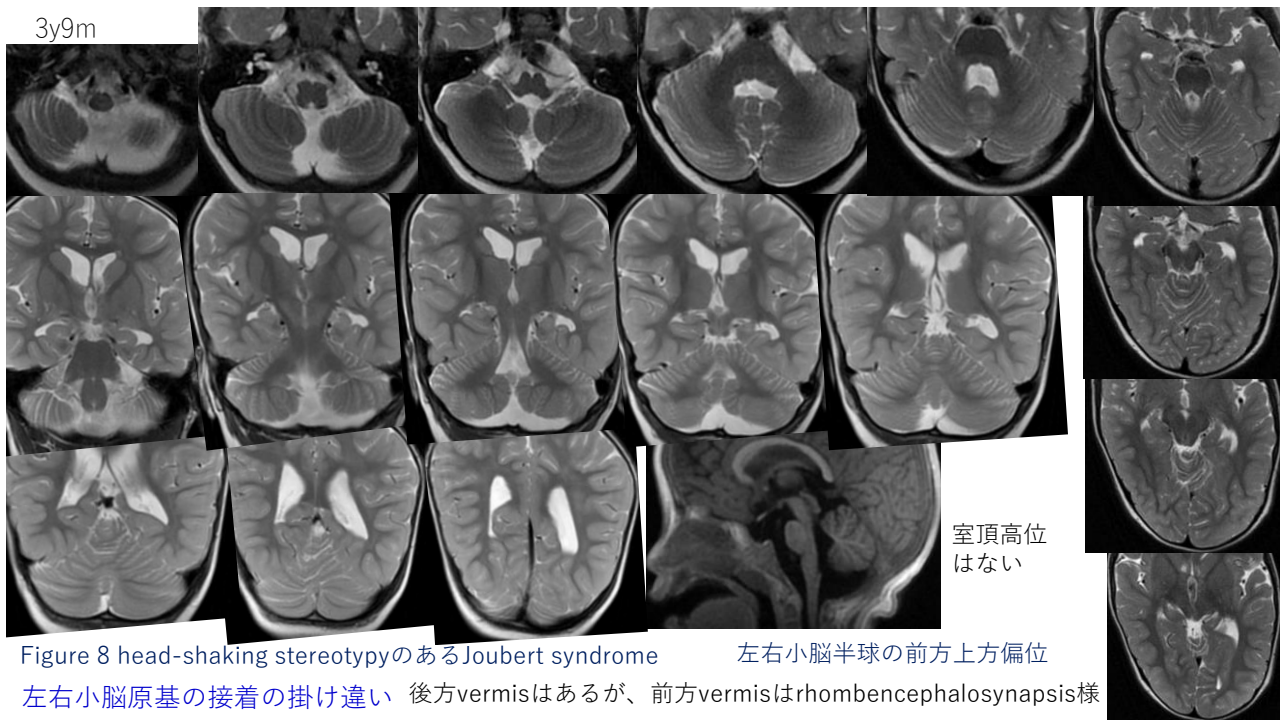 3y9m
室頂高位
はない
Figure 8 head-shaking stereotypyのあるJoubert syndrome
左右小脳半球の前方上方偏位
左右小脳原基の接着の掛け違い
後方vermisはあるが、前方vermisはrhombencephalosynapsis様